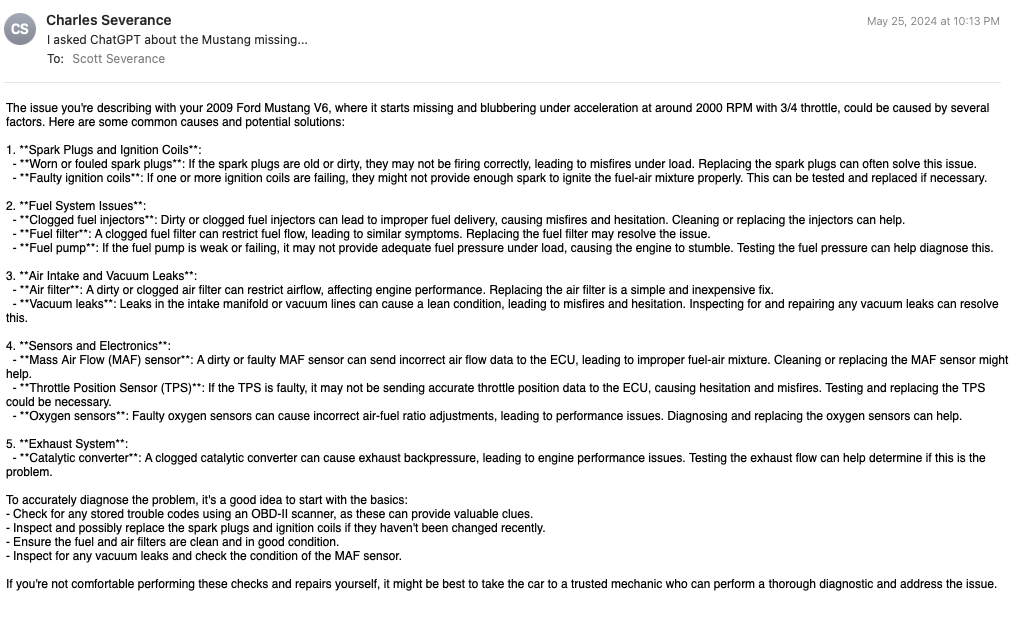 CS
Charles Severance
May 25, 2024 at 10:13 PM
I asked ChatGPT about the Mustang missing...
To: Scott Severance
The issue you're describing with your 2009 Ford Mustang V6, where it starts missing and blubbering under acceleration at around 2000 RPM with 3/4 throttle, could be caused by several
factors. Here are some common causes and potential solutions:
1. **Spark Plugs and Ignition Coils**:
- **Worn or fouled spark plugs**: If the spark plugs are old or dirty, they may not be firing correctly, leading to misfires under load. Replacing the spark plugs can often solve this issue.
- **Faulty ignition coils**: If one or more ignition coils are failing, they might not provide enough spark to ignite the fuel-air mixture properly. This can be tested and replaced if necessary.
2. **Fuel System Issues**:
- **Clogged fuel injectors**: Dirty or clogged fuel injectors can lead to improper fuel delivery, causing misfires and hesitation. Cleaning or replacing the injectors can help.
- **Fuel filter**: A clogged fuel filter can restrict fuel flow, leading to similar symptoms. Replacing the fuel filter may resolve the issue.
- **Fuel pump**: If the fuel pump is weak or failing, it may not provide adequate fuel pressure under load, causing the engine to stumble. Testing the fuel pressure can help diagnose this.
3. **Air Intake and Vacuum Leaks**:
- **Air filter**: A dirty or clogged air filter can restrict airflow, affecting engine performance. Replacing the air filter is a simple and inexpensive fix.
- **Vacuum leaks**: Leaks in the intake manifold or vacuum lines can cause a lean condition, leading to misfires and hesitation. Inspecting for and repairing any vacuum leaks can resolve
this.
4. **Sensors and Electronics**:
- **Mass Air Flow (MAF) sensor**: A dirty or faulty MAF sensor can send incorrect air flow data to the ECU, leading to improper fuel-air mixture. Cleaning or replacing the MAF sensor might
help.
- **Throttle Position Sensor (TPS)**: If the TPS is faulty, it may not be sending accurate throttle position data to the ECU, causing hesitation and misfires. Testing and replacing the TPS
could be necessary.
- **Oxygen sensors**: Faulty oxygen sensors can cause incorrect air-fuel ratio adjustments, leading to performance issues. Diagnosing and replacing the oxygen sensors can help.
5. **Exhaust System**:
- **Catalytic converter**: A clogged catalytic converter can cause exhaust backpressure, leading to engine performance issues. Testing the exhaust flow can help determine if this is the
problem.
To accurately diagnose the problem, it's a good idea to start with the basics:
- Check for any stored trouble codes using an OBD-II scanner, as these can provide valuable clues.
- Inspect and possibly replace the spark plugs and ignition coils if they haven't been changed recently.
- Ensure the fuel and air filters are clean and in good condition.
- Inspect for any vacuum leaks and check the condition of the MAF sensor.
If you're not comfortable performing these checks and repairs yourself, it might be best to take the car to a trusted mechanic who can perform a thorough diagnostic and address the issue.